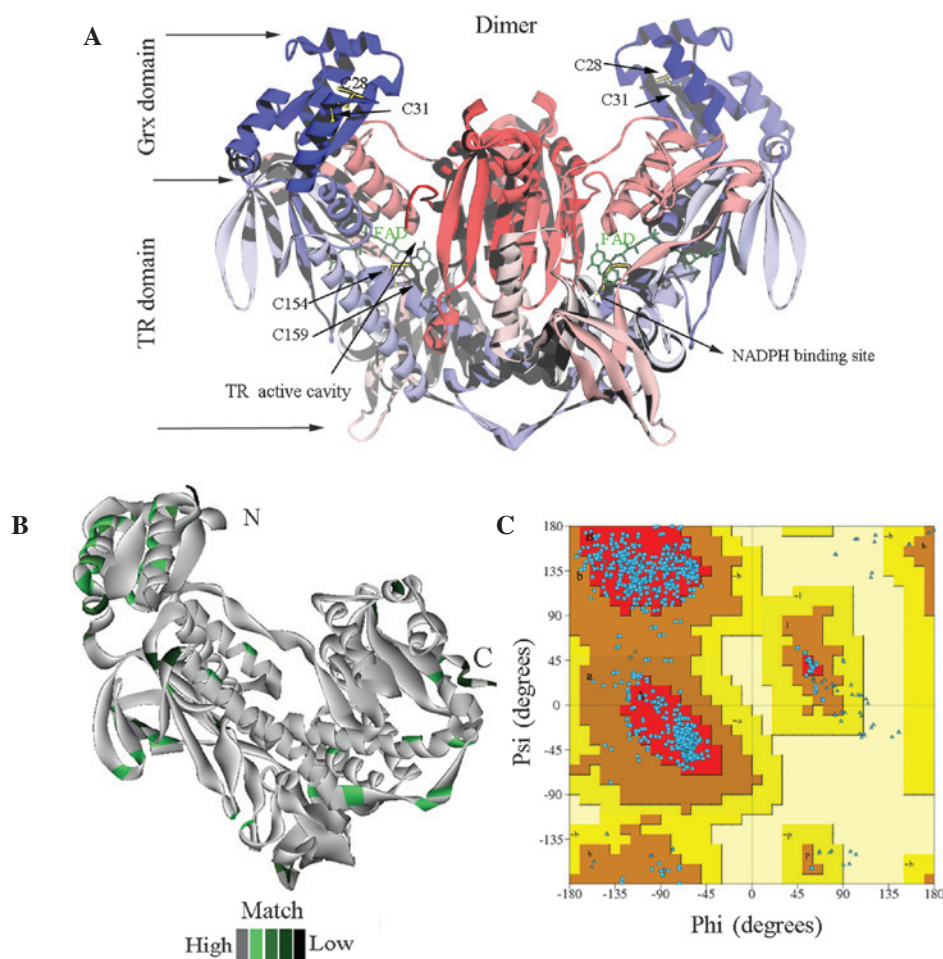 A
Dimer
Grx domain
TR domain
C28
C31
C28
C31
FAD
FAD
C154
C159
TR active cavity
NADPH binding site
B
N
C
Match
High
Low
C
Psi (degrees)
180
135
90
45
0
-45
-90
-135
B
b
a
~b
~a
l
~l
b
~b
~b
b
~p
p
~b
-180
-135
-90
-45
0
45
90
135
180
Phi (degrees)